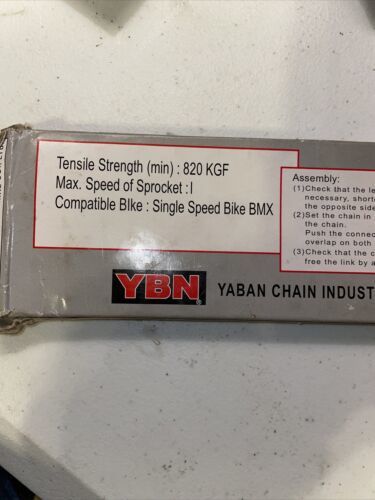 Tensile Strength (min) : 820 KGF
Max. Speed of Sprocket : I
Compatible BIke : Single Speed Bike BMX
Assembly:
(1)Check that the le
necessary, short
the opposite side
(2)Set the chain in
the chain.
Push the connec
overlap on both
(3)Check that the c
free the link by a
YBN®
YABAN CHAIN INDUST